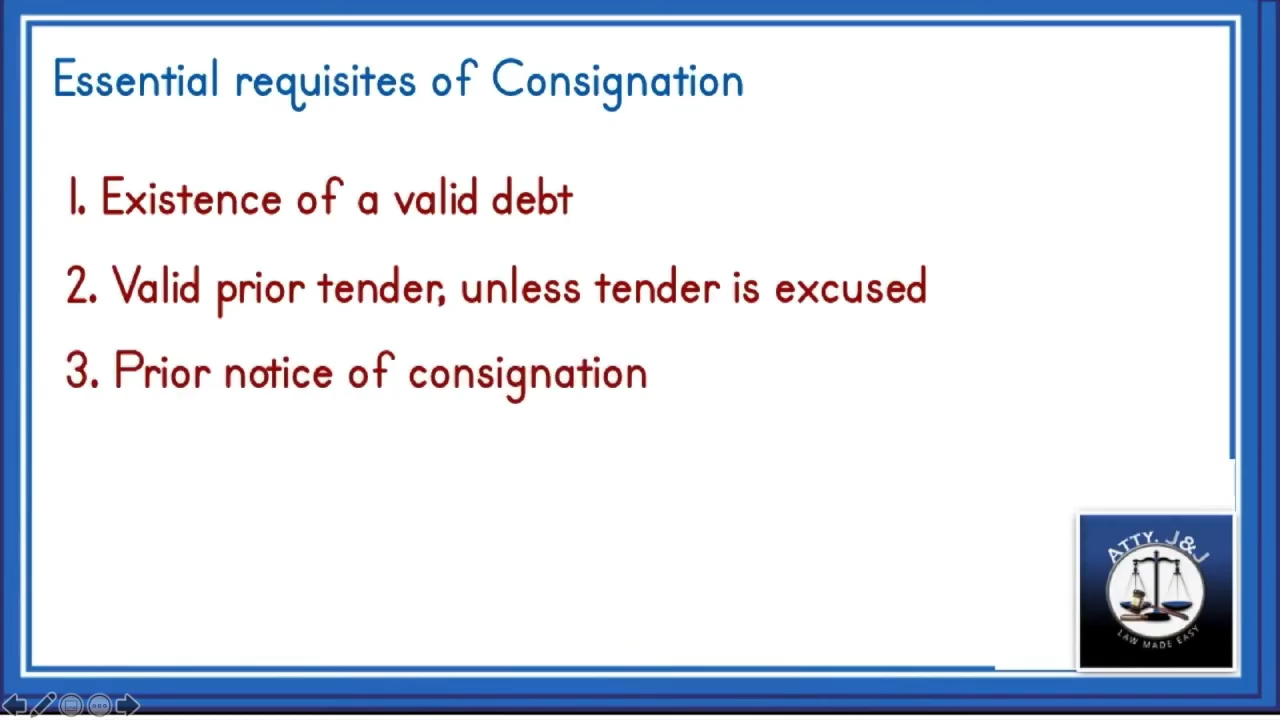 Essential requisites of Consignation
1. Existence of a valid debt
2. Valid prior tender, unless tender is excused
3. Prior notice of consignation
ATTY. J&J
LAW MADE EASY